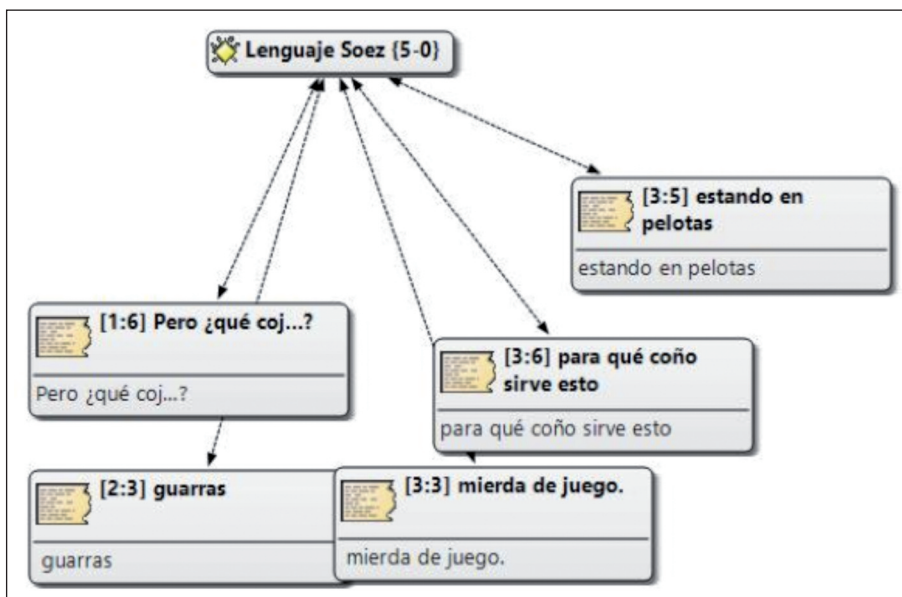 Lenguaje Soez {5-0}
[3:5] estando en
pelotas
estando en pelotas
[1:6] Pero ¿qué coj...?
Pero ¿qué coj...?
[3:6] para qué coño
sirve esto
para qué coño sirve esto
[2:3] guarras
guarras
[3:3] mierda de juego.
mierda de juego.